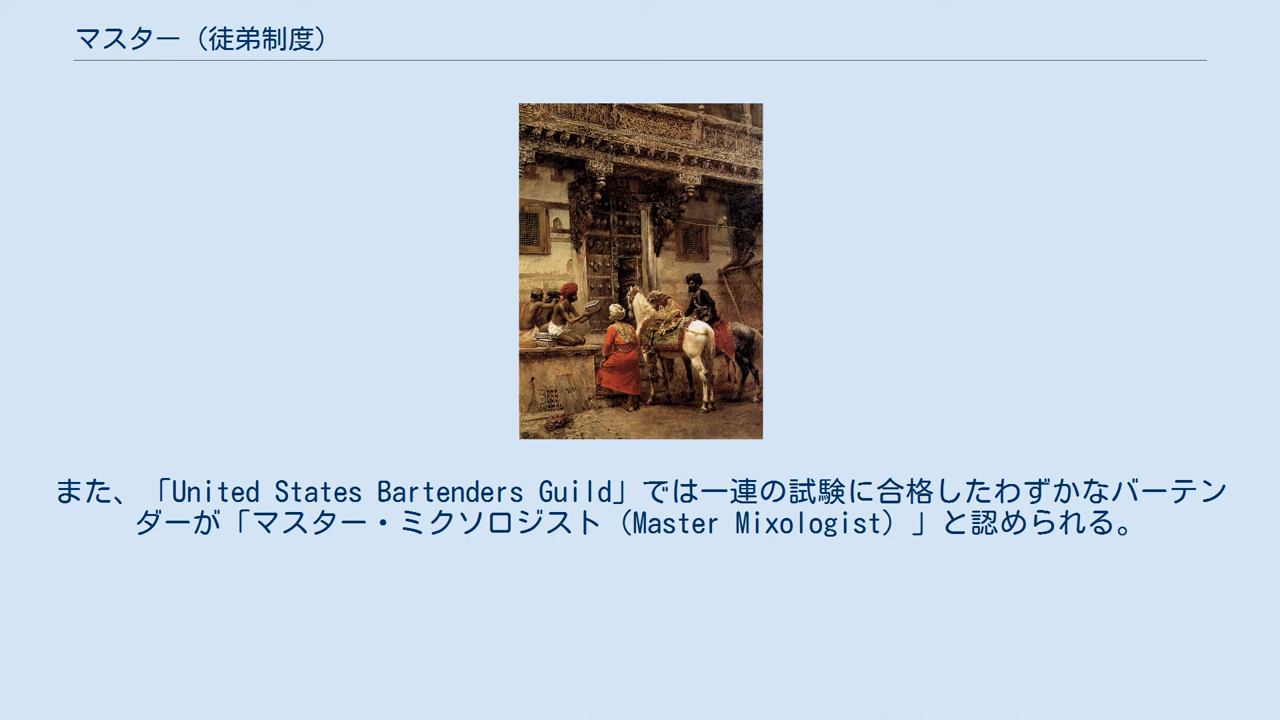 マスター（徒弟制度）
また、「United States Bartenders Guild」では一連の試験に合格したわずかなバーテン
ダーが「マスター・ミクソロジスト（Master Mixologist）」と認められる。